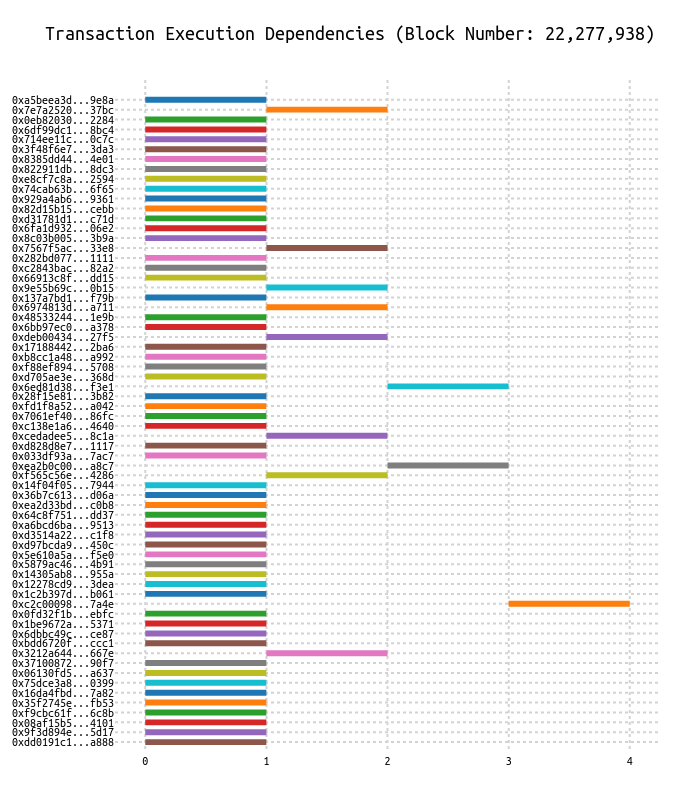 Transaction Execution Dependencies (Block Number: 22,277,938)
0xa5beea3d...9e8a
0x7e7a2520...37bc
0x0eb82030...2284
0x6df99dc1...8bc4
0x714ee11c...0c7c
0x3f48f6e7...3da3
0x8385dd44...4e01
0x822911db...8dc3
0xe8cf7c8a...2594
0x74cab63b...6f65
0x929a4ab6...9361
0x82d15b15...cebb
0xd31781d1...c71d
0x6fa1d932...06e2
0x8c03b005...3b9a
0x7567f5ac...33e8
0x282bd077...1111
0xc2843bac...82a2
0x66913c8f...dd15
0x9e55b69c...0b15
0x137a7bd1...f79b
0x6974813d...a711
0x48533244...1e9b
0x6bb97ec0...a378
0xdeb00434...27f5
0x17188442...2ba6
0xb8cc1a48...a992
0xf88ef894...5708
0xd705ae3e...368d
0x6ed81d38...f3e1
0x28f15e81...3b82
0xfd1f8a52...a042
0x7061ef40...86fc
0xc138e1a6...4640
0xcedadee5...8c1a
0xd828d8e7...1117
0x033df93a...7ac7
0xea2b0c00...a8c7
0xf565c56e...4286
0x14f04f05...7944
0x36b7c613...d06a
0xea2d33bd...c0b8
0x64c8f751...dd37
0xa6bcd6ba...9513
0xd3514a22...c1f8
0xd97bcda9...450c
0x5e610a5a...f5e0
0x5879ac46...4b91
0x14305ab8...955a
0x12278cd9...3dea
0x1c2b397d...b061
0xc2c00098...7a4e
0x0fd32f1b...ebfc
0x1be9672a...5371
0x6dbbc49c...ce87
0xbdd6720f...ccc1
0x3212a644...667e
0x37100872...90f7
0x06130fd5...a637
0x75dce3a8...0399
0x16da4fbd...7a82
0x35f2745e...fb53
0xf9cbc61f...6c8b
0x08af15b5...4101
0x9f3d894e...5d17
0xdd0191c1...a888
0 1 2 3 4